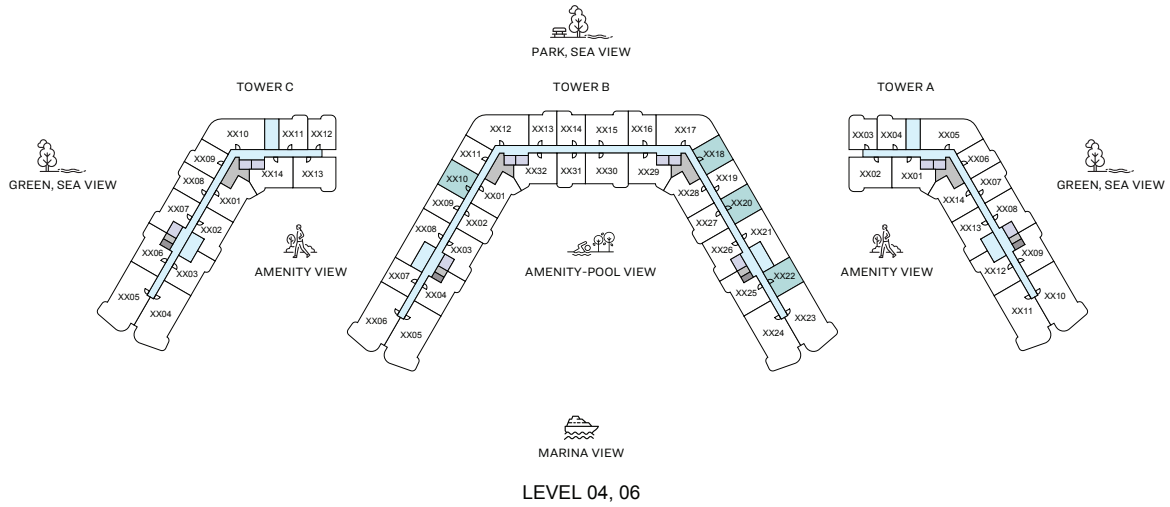 PARK, SEA VIEW
TOWER C
TOWER B
TOWER A
GREEN, SEA VIEW
GREEN, SEA VIEW
XX10
XX11
XX12
XX09
XX14
XX13
XX08
XX01
XX07
XX02
XX06
XX03
XX05
XX04
AMENITY VIEW
XX12
XX13
XX14
XX15
XX16
XX17
XX11
XX32
XX31
XX30
XX29
XX18
XX10
XX01
XX28
XX19
XX09
XX02
XX27
XX20
XX08
XX03
XX26
XX21
XX07
XX04
XX25
XX22
XX06
XX05
XX24
XX23
AMENITY-POOL VIEW
XX03
XX04
XX05
XX02
XX01
XX06
XX14
XX07
XX13
XX08
XX12
XX09
XX11
XX10
AMENITY VIEW
MARINA VIEW
LEVEL 04, 06